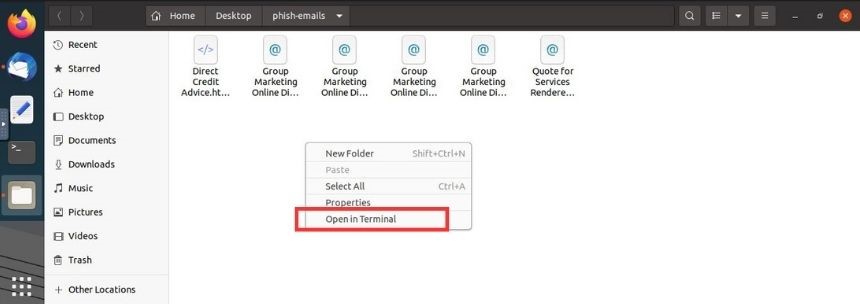 Home Desktop phish-emails
Recent
Starred
Home
Desktop
Documents
Downloads
Music
Pictures
Videos
Trash
+ Other Locations
Direct
Credit
Advice.ht...
Group
Marketing
Online Di...
Group
Marketing
Online Di...
Group
Marketing
Online Di...
Group
Marketing
Online Di...
Quote for
Services
Rendere...
New Folder Shift+Ctrl+N
Paste
Select All Ctrl+A
Properties
Open in Terminal